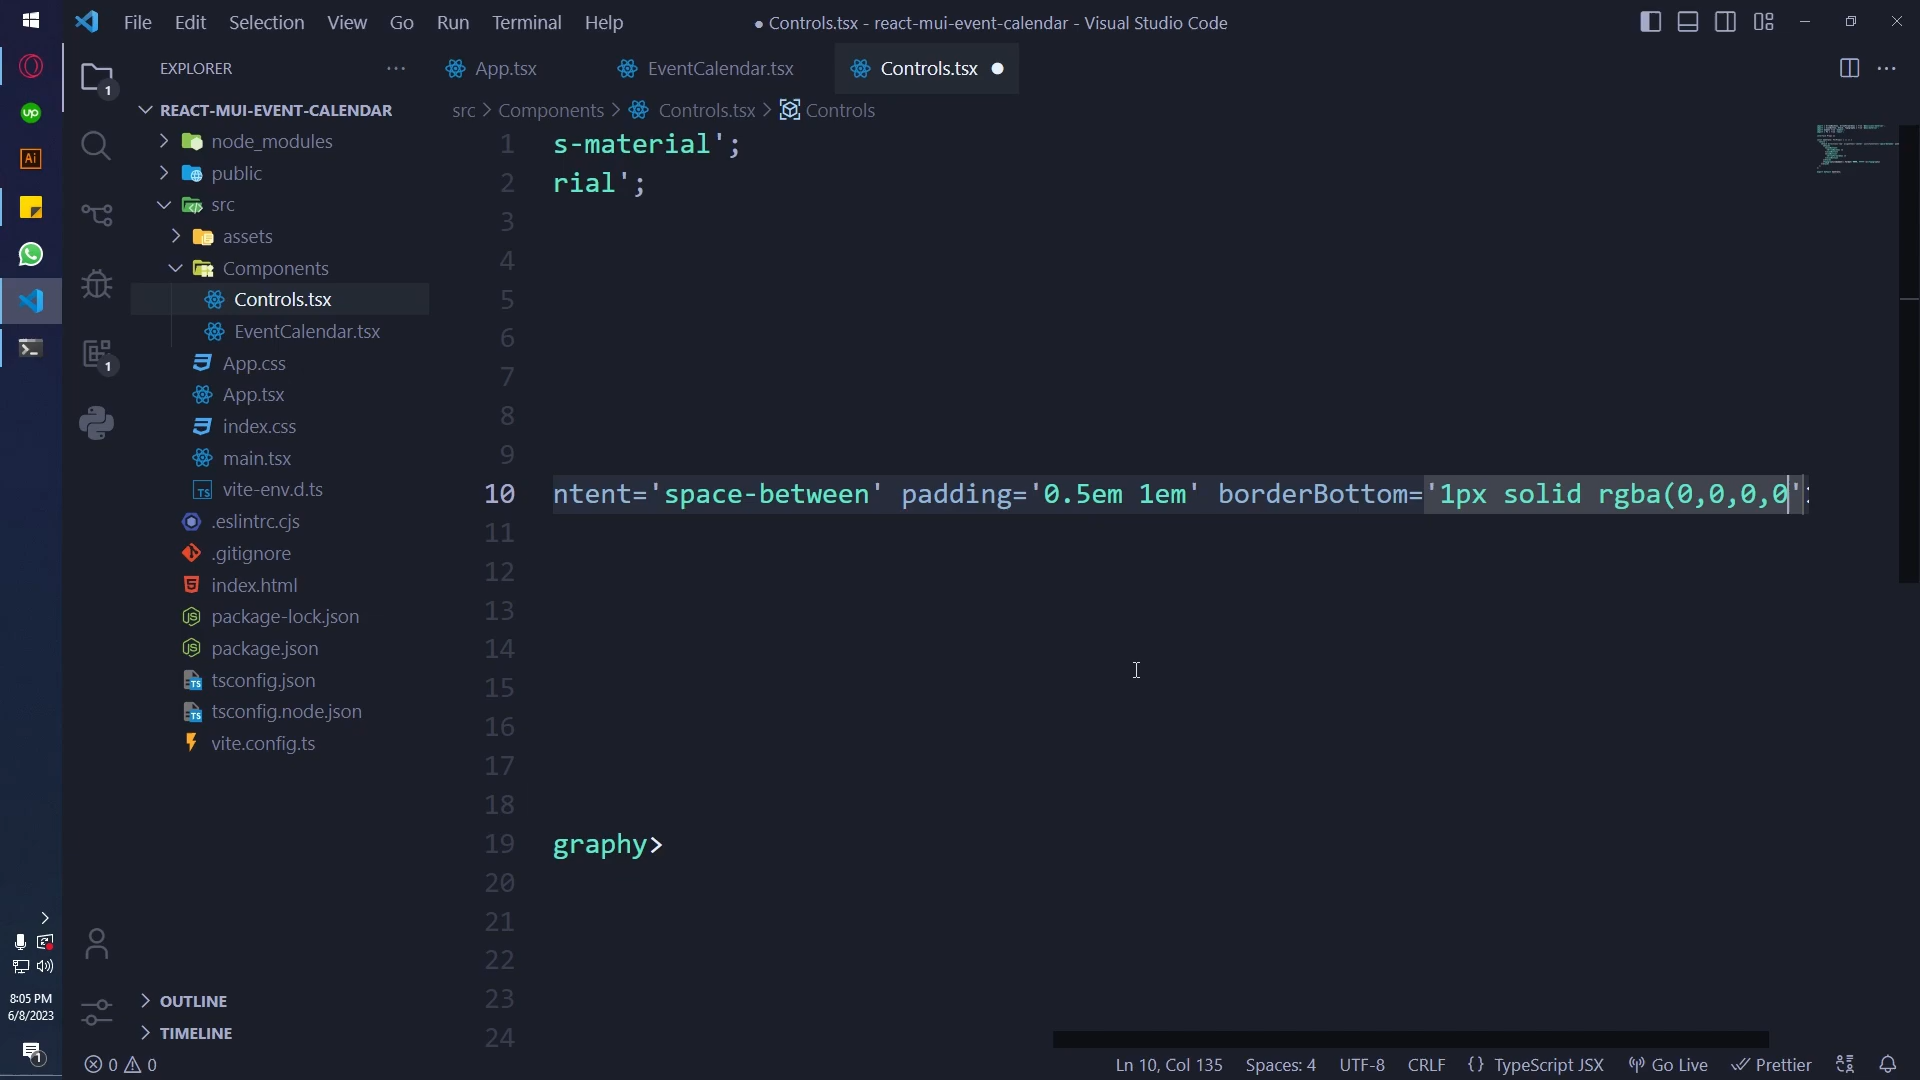 File Edit Selection View Go Run Terminal Help
● Controls.tsx - react-mui-event-calendar - Visual Studio Code
up
Ai
8:05 PM
6/8/2023
1
1
1
EXPLORER
REACT-MUI-EVENT-CALENDAR
node_modules
public
src
assets
Components
Controls.tsx
EventCalendar.tsx
App.css
App.tsx
index.css
main.tsx
vite-env.d.ts
.eslintrc.cjs
.gitignore
index.html
package-lock.json
package.json
tsconfig.json
tsconfig.node.json
vite.config.ts
OUTLINE
TIMELINE
App.tsx EventCalendar.tsx Controls.tsx
src > Components > Controls.tsx > Controls
1 s-material';
2 rial';
3
4
5
6
7
8
9
10 ntent='space-between' padding='0.5em 1em' borderBottom='1px solid rgba(0,0,0,0'
11
12
13
14
15
16
17
18
19 graphy>
20
21
22
23
24
0 0 Ln 10, Col 135 Spaces: 4 UTF-8 CRLF {} TypeScript JSX Go Live Prettier